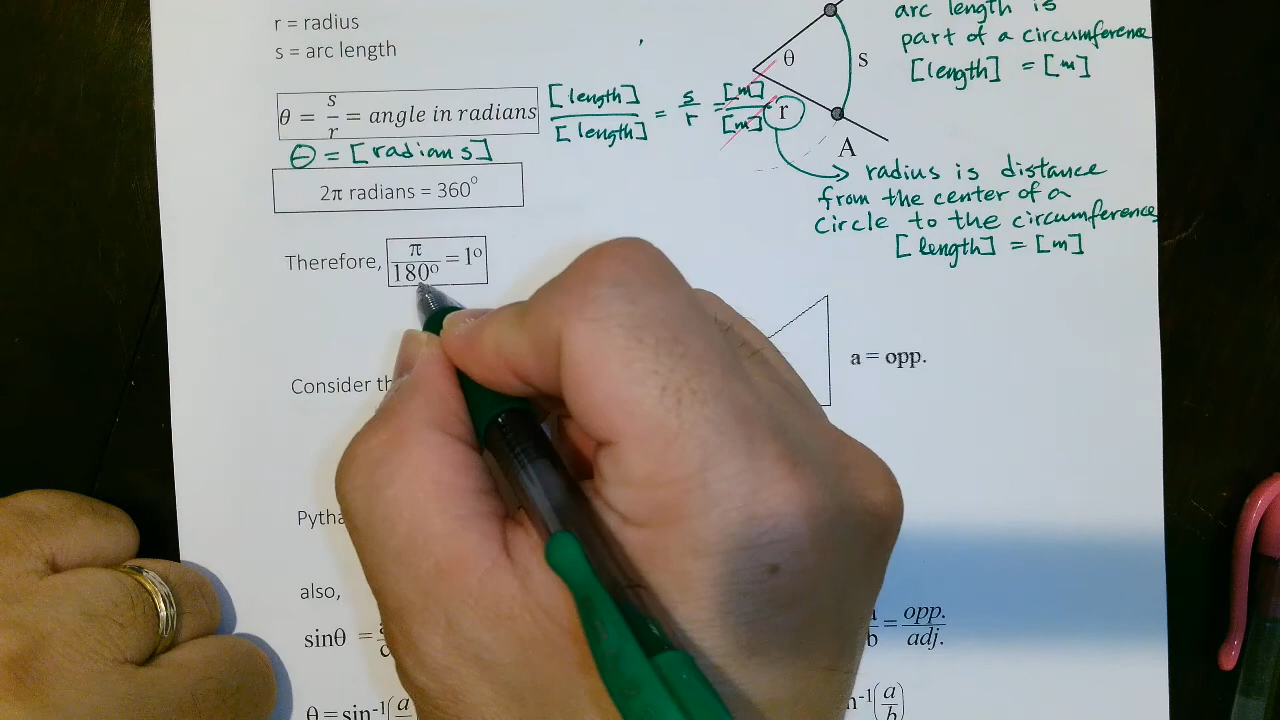 r = radius
s = arc length
arc length is
part of a circumference
[length] = [m]
θ
s
r
A
θ = s/r = angle in radians
[length]/[length] = s/r = [m]/[m]
θ = [radians]
2π radians = 360°
radius is distance
from the center of a
circle to the circumference
[length] = [m]
Therefore, π/180° = 1°
a = opp.
Consider
also,
sinθ =
b = opp./adj.
θ = sin⁻¹(a
⁻¹(a/b)